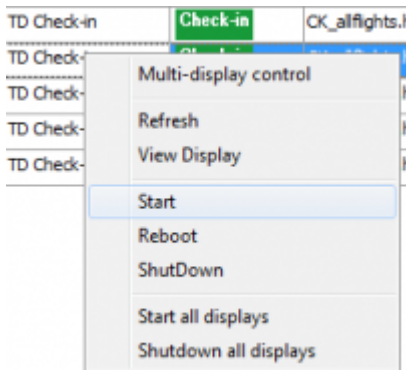 TD Check-in Check-in CK_allflights.
TD Check-
Multi-display control
TD Check-
Refresh
TD Check-
View Display
TD Check-
Start
Reboot
ShutDown
Start all displays
Shutdown all displays